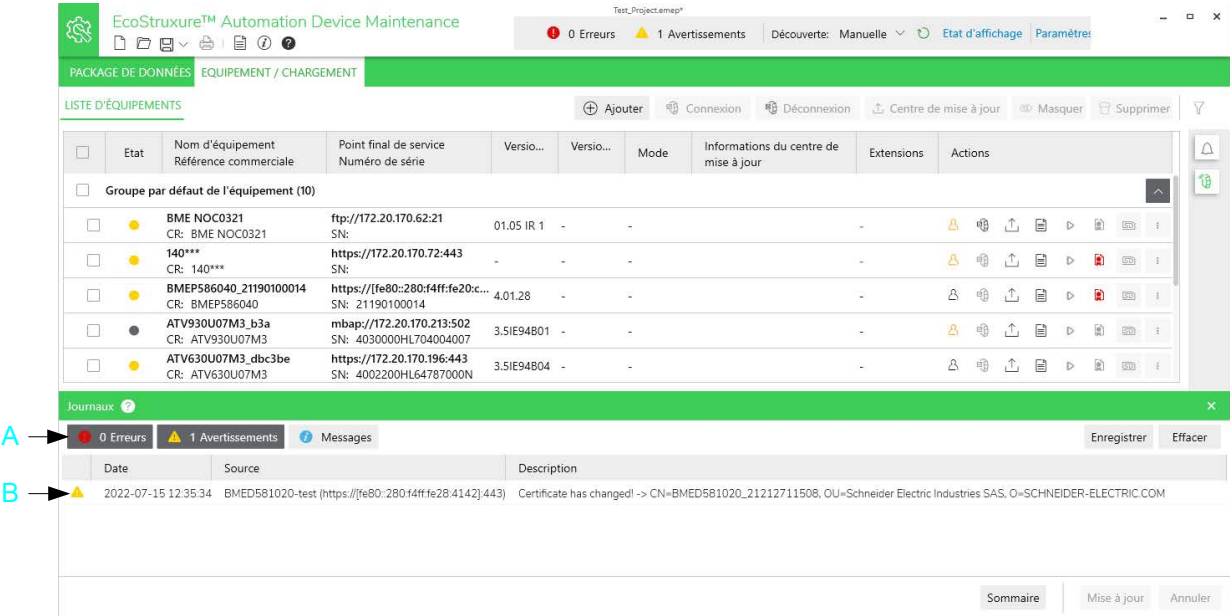 Test_Project.emep*
EcoStruxure™ Automation Device Maintenance
0 Erreurs 1 Avertissements Découverte: Manuelle Etat d'affichage Paramètres
PACKAGE DE DONNÉES EQUIPEMENT / CHARGEMENT
LISTE D'ÉQUIPEMENTS Ajouter Connexion Déconnexion Centre de mise à jour Masquer Supprimer
Etat Nom d'équipement Point final de service Versio... Versio... Mode Informations du centre de Extensions Actions
Référence commerciale Numéro de série mise à jour
Groupe par défaut de l'équipement (10)
BME NOC0321 ftp://172.20.170.62:21
CR: BME NOC0321 SN: 01.05 IR 1 - - -
140*** https://172.20.170.72:443
CR: 140*** SN: - - - -
BMEP586040_21190100014 https://[fe80::280:f4ff:fe20:c...
CR: BMEP586040 SN: 21190100014 4.01.28 - - -
ATV930U07M3_b3a mbap://172.20.170.213:502
CR: ATV930U07M3 SN: 4030000HL704004007 3.5IE94B01 - - -
ATV630U07M3_dbc3be https://172.20.170.196:443
CR: ATV630U07M3 SN: 4002200HL64787000N 3.5IE94B04 - - -
Journaux ?
A 0 Erreurs 1 Avertissements Messages Enregistrer Effacer
Date Source Description
B 2022-07-15 12:35:34 BMED581020-test (https://[fe80::280:f4ff:fe28:4142]:443) Certificate has changed! -> CN=BMED581020_21212711508, OU=Schneider Electric Industries SAS, O=SCHNEIDER-ELECTRIC.COM
Sommaire Mise à jour Annuler